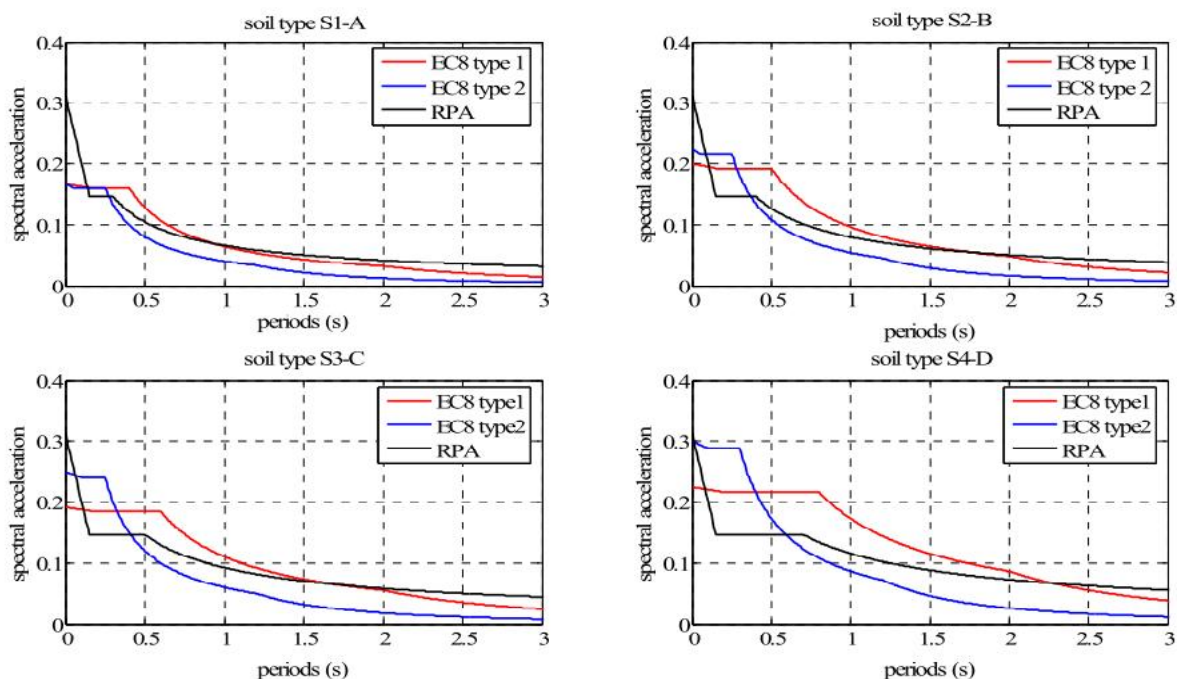 soil type S1-A
0.4
0.3
0.2
0.1
0
spectral acceleration
EC8 type 1
EC8 type 2
RPA
0 0.5 1 1.5 2 2.5 3
periods (s)
soil type S2-B
0.4
0.3
0.2
0.1
0
spectral acceleration
EC8 type 1
EC8 type 2
RPA
0 0.5 1 1.5 2 2.5 3
periods (s)
soil type S3-C
0.4
0.3
0.2
0.1
0
spectral acceleration
EC8 type1
EC8 type2
RPA
0 0.5 1 1.5 2 2.5 3
periods (s)
soil type S4-D
0.4
0.3
0.2
0.1
0
spectral acceleration
EC8 type1
EC8 type2
RPA
0 0.5 1 1.5 2 2.5 3
periods (s)